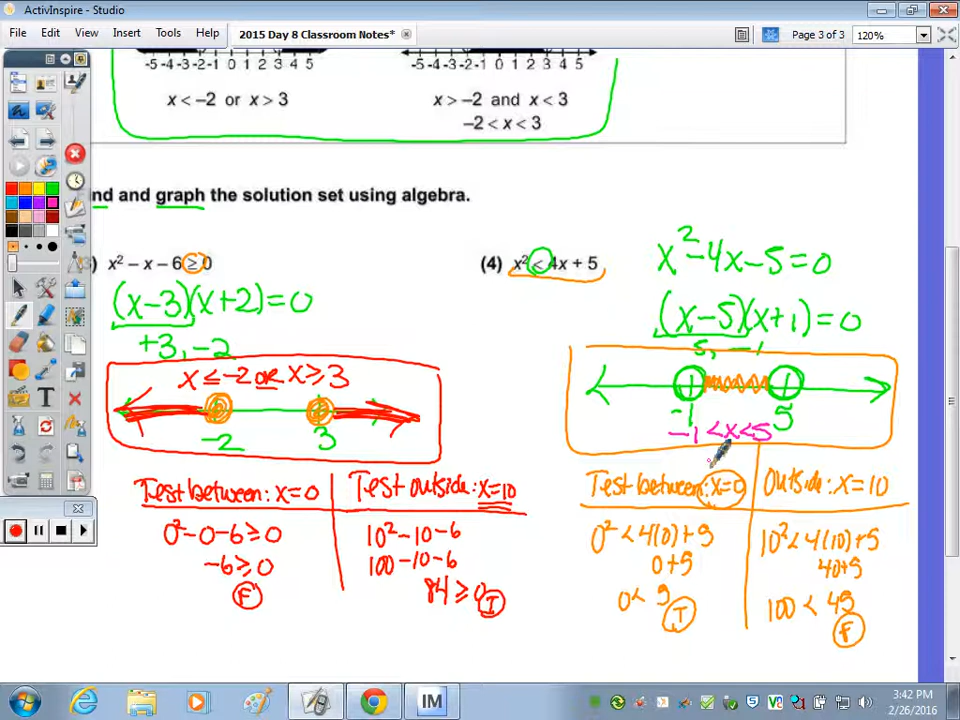 ActivInspire - Studio
File Edit View Insert Tools Help 2015 Day 8 Classroom Notes* Page 3 of 3 120%
-5 -4 -3 -2 -1 0 1 2 3 4 5
-5 -4 -3 -2 -1 0 1 2 3 4 5
x < −2 or x > 3
x > −2 and x < 3
−2 < x < 3
nd and graph the solution set using algebra.
) x² − x − 6 ≥ 0
(x-3)(x+2)=0
+3, -2
x ≤ -2 OR x ≥ 3
-2 3
Test between: x=0
0²-0-6 ≥ 0
-6 ≥ 0
F
Test outside: x=10
10²-10-6
100-10-6
84 ≥ 0
T
(4) x² < 4x + 5
x²-4x-5=0
(x-5)(x+1)=0
5, -1
-1 5
-1 < x < 5
Test between: x=0
0² < 4(0)+5
0+5
0 < 5
T
Outside: x=10
10² < 4(10)+5
40+5
100 < 45
F
IM
3:42 PM
2/26/2016